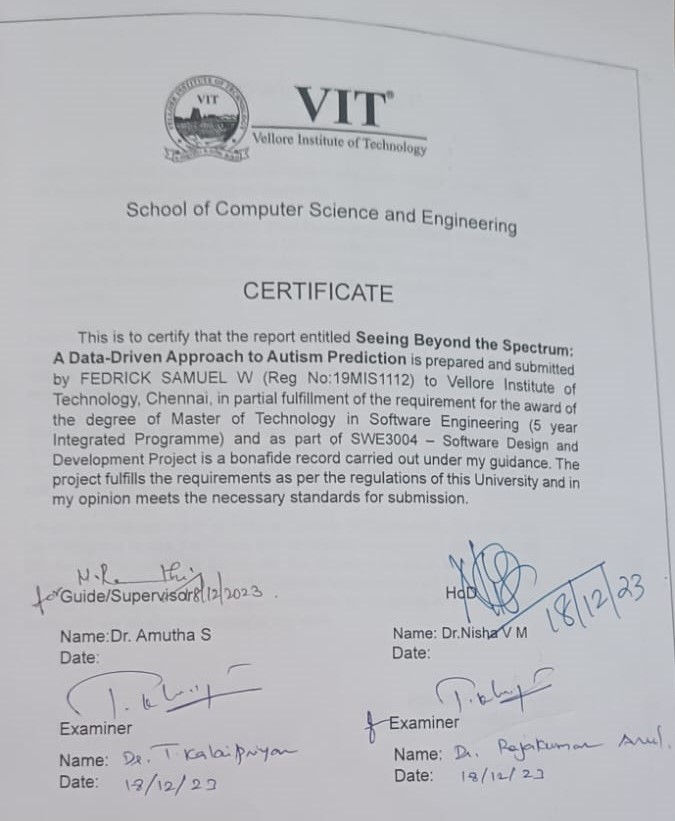 VELLORE INSTITUTE OF TECHNOLOGY
VIT
VIT®
Vellore Institute of Technology
School of Computer Science and Engineering
CERTIFICATE
This is to certify that the report entitled Seeing Beyond the Spectrum:
A Data-Driven Approach to Autism Prediction is prepared and submitted
by FEDRICK SAMUEL W (Reg No:19MIS1112) to Vellore Institute of
Technology, Chennai, in partial fulfillment of the requirement for the award of
the degree of Master of Technology in Software Engineering (5 year
Integrated Programme) and as part of SWE3004 – Software Design and
Development Project is a bonafide record carried out under my guidance. The
project fulfills the requirements as per the regulations of this University and in
my opinion meets the necessary standards for submission.
for Guide/Supervisor 18/12/2023
HoD
18/12/23
Name:Dr. Amutha S
Name: Dr.Nisha V M
Date:
Date:
Examiner
Examiner
Name: Dr. T. Kalaipriyan
Name: Dr. Rajakumar Arul.
Date: 18/12/23
Date: 18/12/23